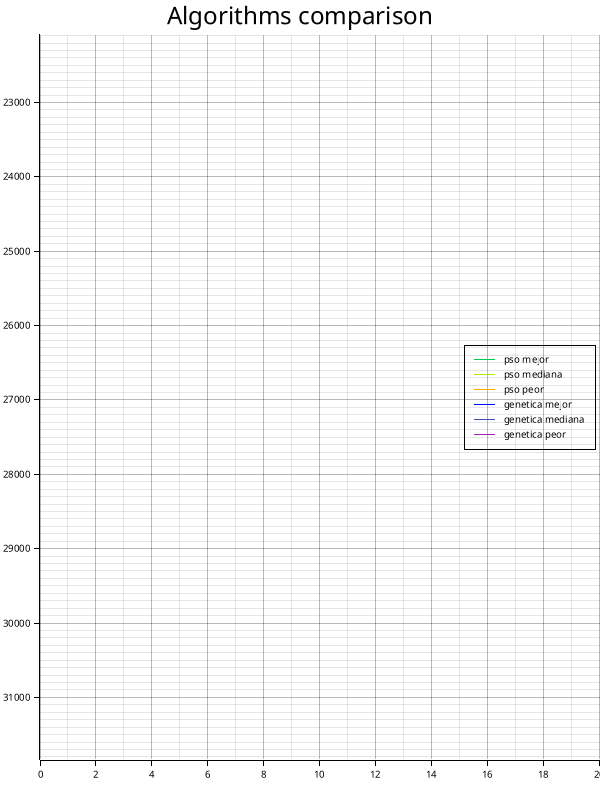 Algorithms comparison
23000
24000
25000
26000
27000
28000
29000
30000
31000
pso mejor
pso mediana
pso peor
genetica mejor
genetica mediana
genetica peor
0 2 4 6 8 10 12 14 16 18